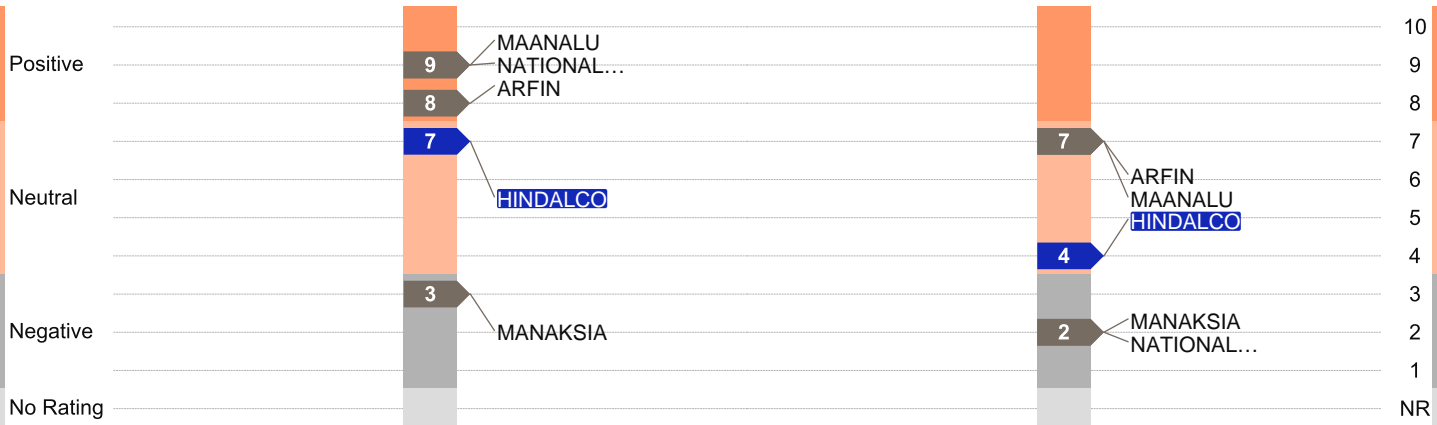 10
MAANALU
Positive
9
NATIONAL…
9
8
ARFIN
8
7
7
7
ARFIN
6
Neutral
HINDALCO
MAANALU
HINDALCO
5
4
4
3
3
Negative
MANAKSIA
2
MANAKSIA
NATIONAL…
2
1
No Rating
NR